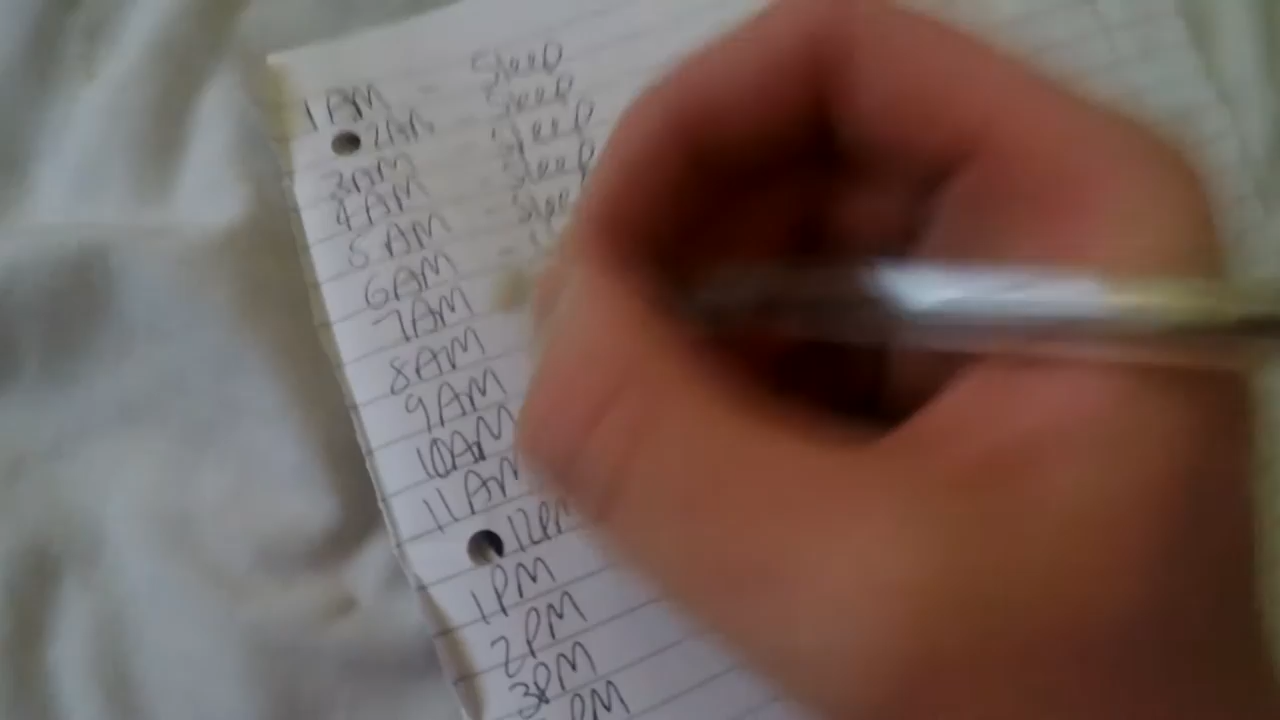 1AM - Sleep
2AM - Sleep
3AM - Sleep
4AM - Sleep
5AM - Sleep
6AM -
7AM
8AM
9AM
10AM
11AM
12PM
1PM
2PM
3PM
PM